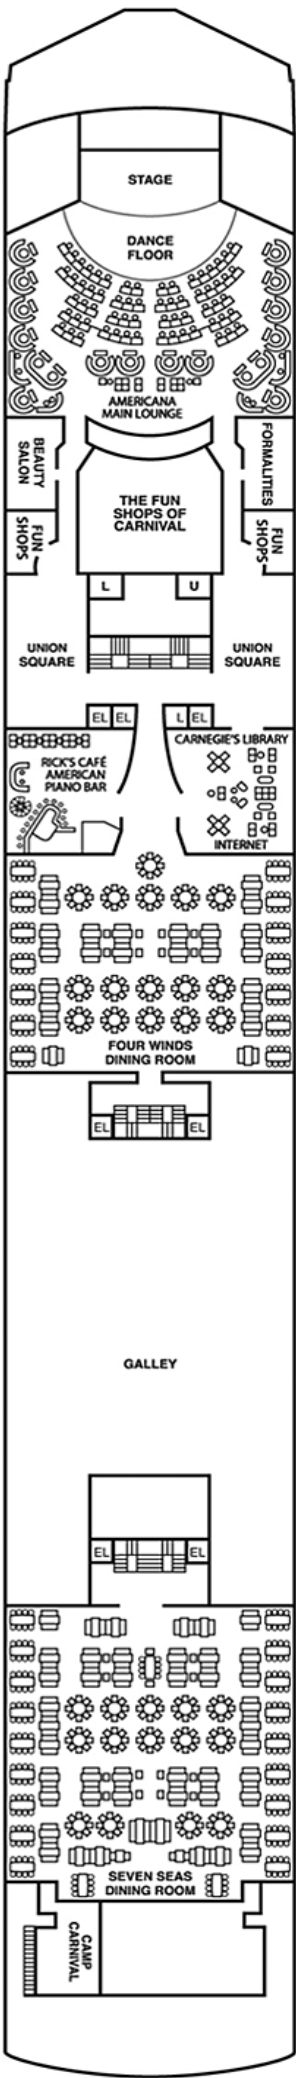 STAGE
DANCE
FLOOR
AMERICANA
MAIN LOUNGE
BEAUTY
SALON
FORMALITIES
THE FUN
SHOPS OF
CARNIVAL
FUN
SHOPS
FUN
SHOPS
L
U
UNION
SQUARE
UNION
SQUARE
EL
EL
L
EL
CARNEGIE'S LIBRARY
RICK'S CAFÉ
AMERICAN
PIANO BAR
INTERNET
FOUR WINDS
DINING ROOM
EL
EL
GALLEY
EL
EL
SEVEN SEAS
DINING ROOM
CAMP
CARNIVAL